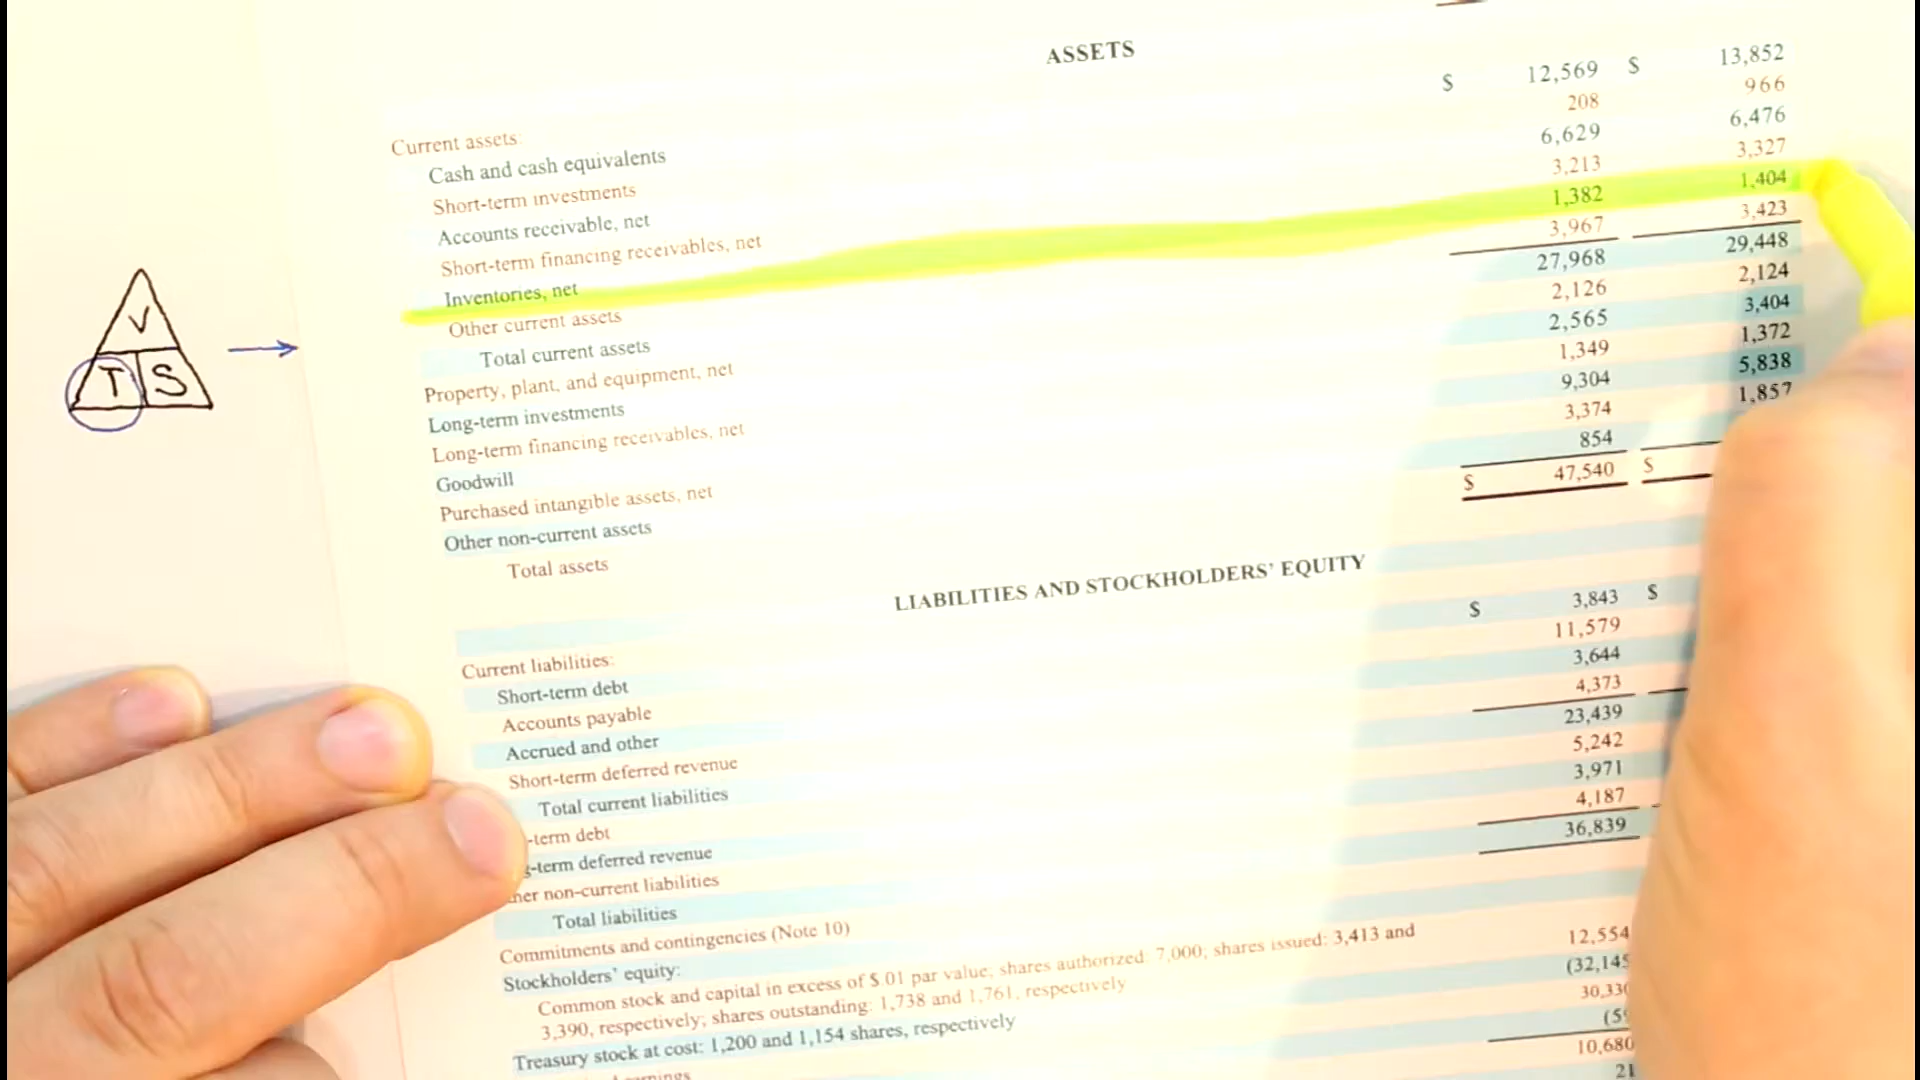 ASSETS
Current assets:
Cash and cash equivalents $ 12,569 $ 13,852
Short-term investments 208 966
Accounts receivable, net 6,629 6,476
Short-term financing receivables, net 3,213 3,327
Inventories, net 1,382 1,404
Other current assets 3,967 3,423
Total current assets 27,968 29,448
Property, plant, and equipment, net 2,126 2,124
Long-term investments 2,565 3,404
Long-term financing receivables, net 1,349 1,372
Goodwill 9,304 5,838
Purchased intangible assets, net 3,374 1,857
Other non-current assets 854
Total assets $ 47,540 $
V
T S
LIABILITIES AND STOCKHOLDERS' EQUITY
Current liabilities:
Short-term debt $ 3,843 $
Accounts payable 11,579
Accrued and other 3,644
Short-term deferred revenue 4,373
Total current liabilities 23,439
-term debt 5,242
-term deferred revenue 3,971
non-current liabilities 4,187
Total liabilities 36,839
Commitments and contingencies (Note 10)
Stockholders' equity:
Common stock and capital in excess of $.01 par value; shares authorized: 7,000; shares issued: 3,413 and
3,390, respectively; shares outstanding: 1,738 and 1,761, respectively 12,554
Treasury stock at cost: 1,200 and 1,154 shares, respectively (32,145
10,680